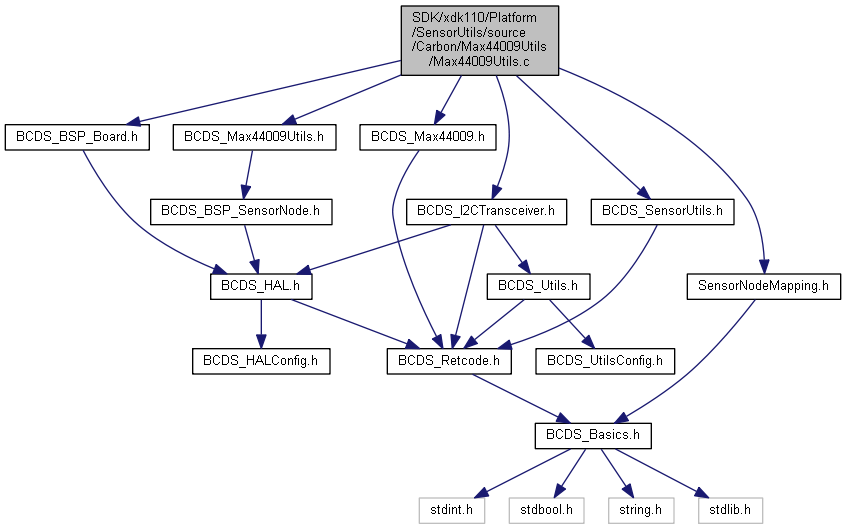 SDK/xdk110/Platform
/SensorUtils/source
/Carbon/Max44009Utils
/Max44009Utils.c
BCDS_BSP_Board.h
BCDS_Max44009Utils.h
BCDS_Max44009.h
BCDS_BSP_SensorNode.h
BCDS_I2CTransceiver.h
BCDS_SensorUtils.h
BCDS_HAL.h
BCDS_Utils.h
SensorNodeMapping.h
BCDS_HALConfig.h
BCDS_Retcode.h
BCDS_UtilsConfig.h
BCDS_Basics.h
stdint.h
stdbool.h
string.h
stdlib.h